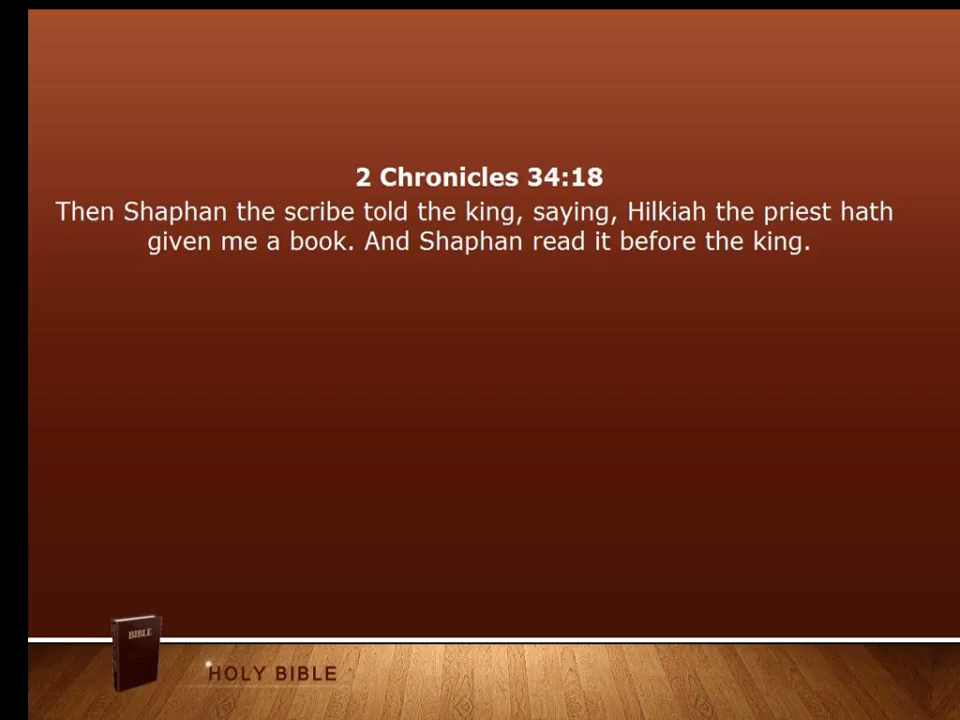 2 Chronicles 34:18
Then Shaphan the scribe told the king, saying, Hilkiah the priest hath
given me a book. And Shaphan read it before the king.
BIBLE
HOLY BIBLE